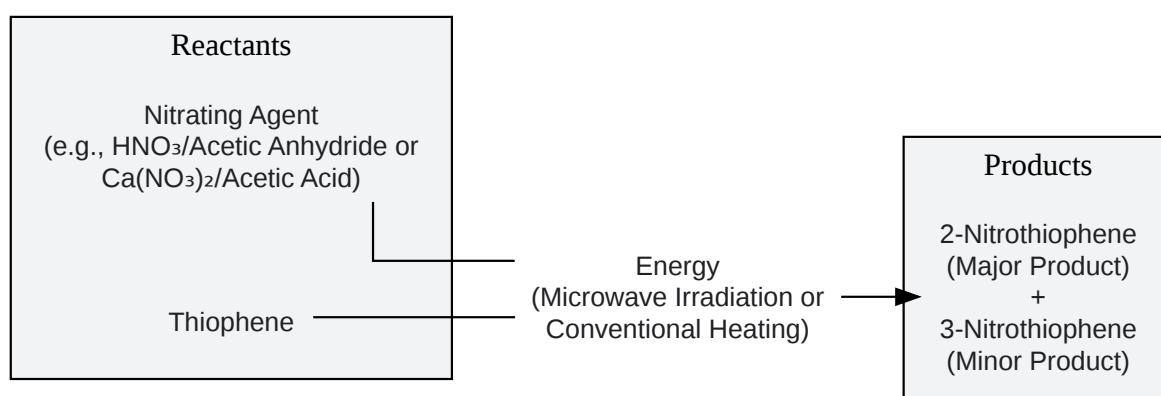 Reactants
Nitrating Agent
(e.g., HNO₃/Acetic Anhydride or
Ca(NO₃)₂/Acetic Acid)
Thiophene
Energy
(Microwave Irradiation or
Conventional Heating)
Products
2-Nitrothiophene
(Major Product)
+
3-Nitrothiophene
(Minor Product)